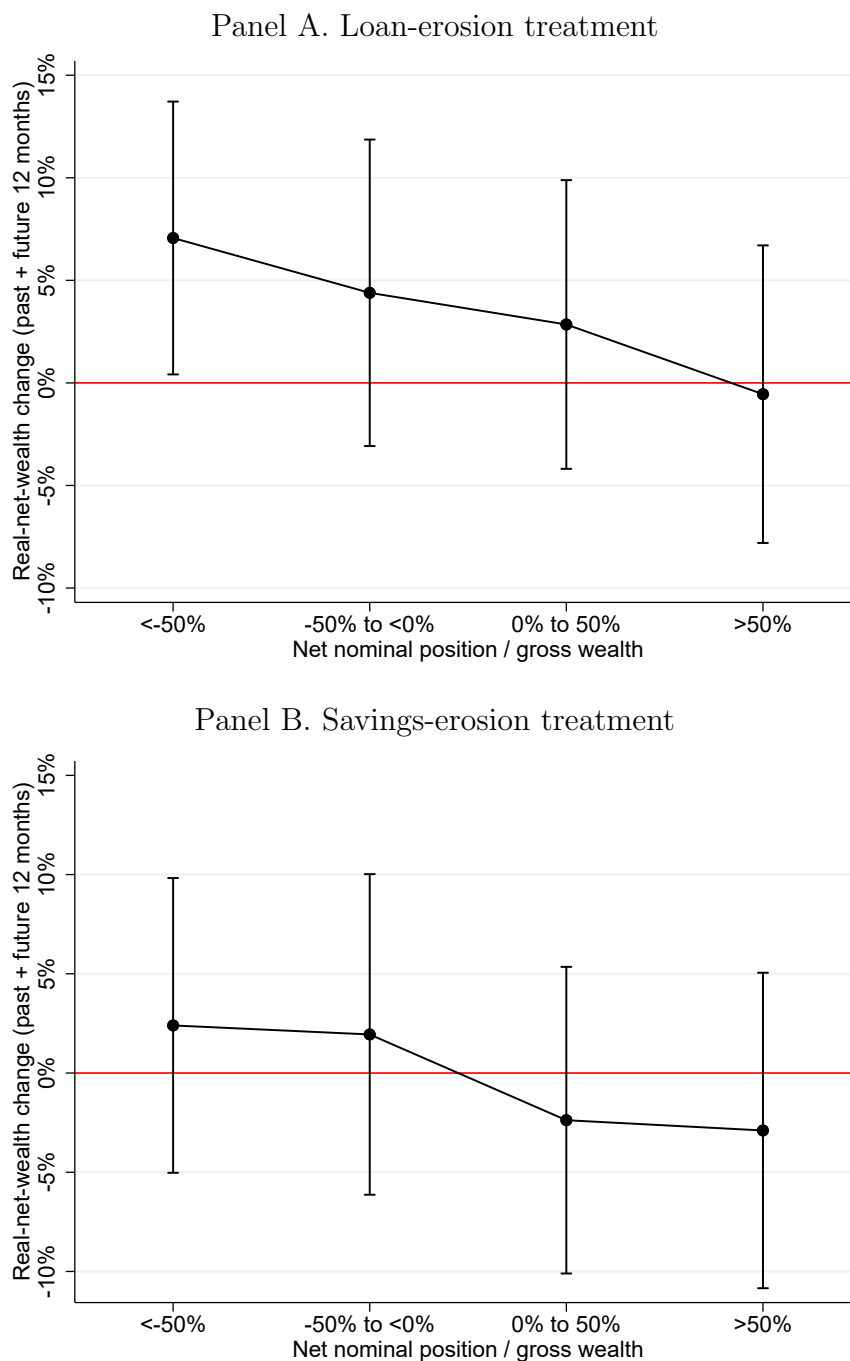 Panel A. Loan-erosion treatment
Real-net-wealth change (past + future 12 months)
15%
10%
5%
0%
-5%
-10%
<-50%
-50% to <0%
0% to 50%
>50%
Net nominal position / gross wealth
Panel B. Savings-erosion treatment
Real-net-wealth change (past + future 12 months)
15%
10%
5%
0%
-5%
-10%
<-50%
-50% to <0%
0% to 50%
>50%
Net nominal position / gross wealth